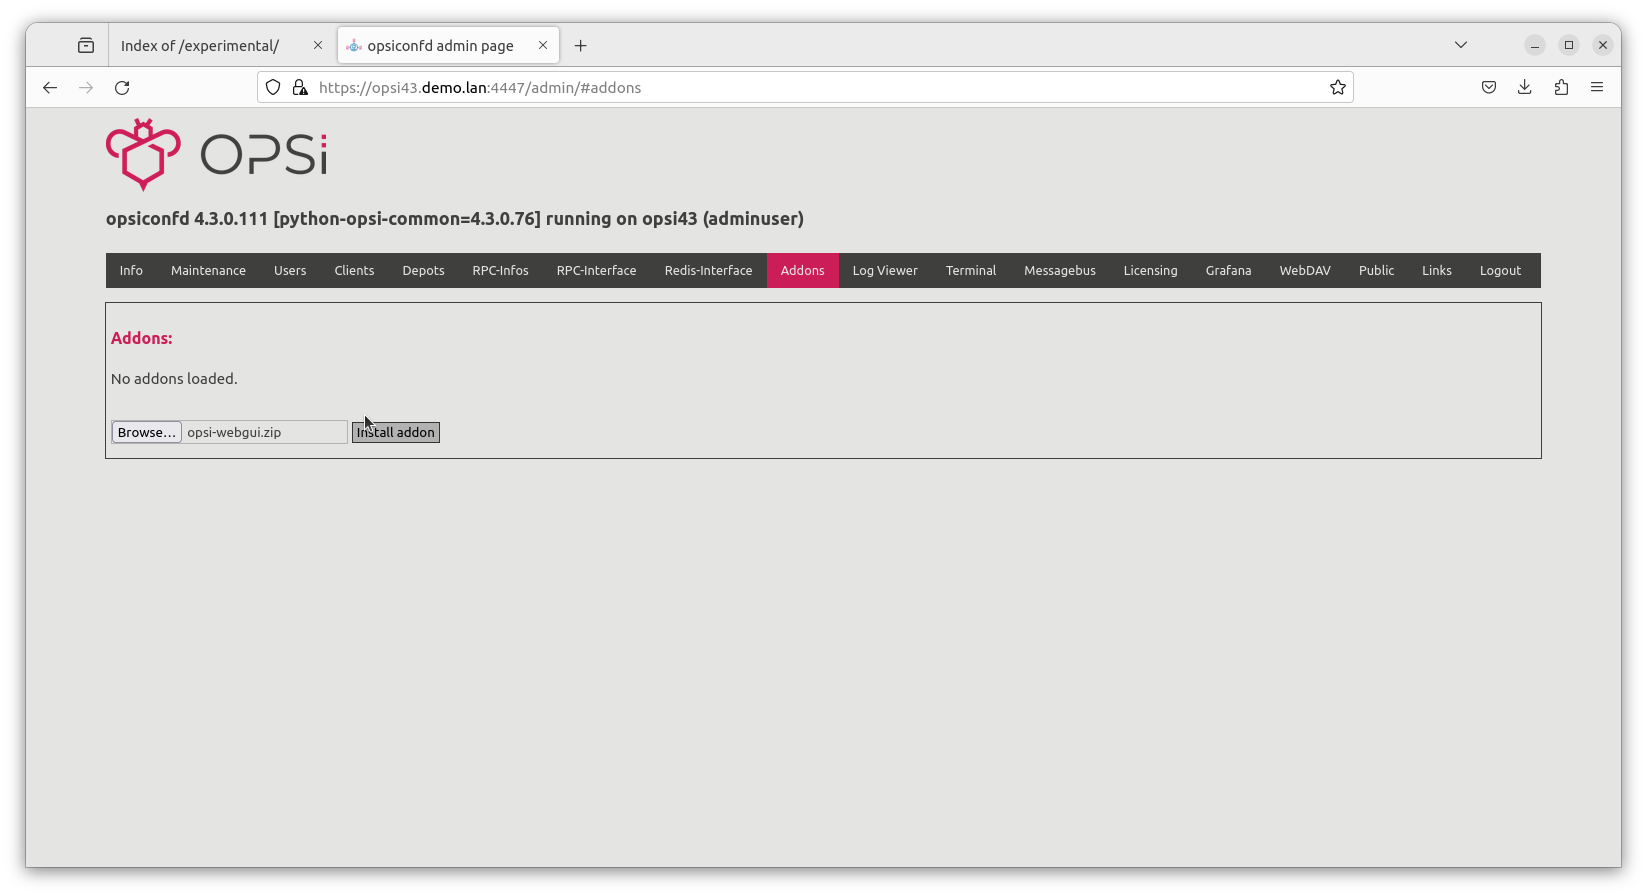 Index of /experimental/
opsiconfd admin page
https://opsi43.demo.lan:4447/admin/#addons
OPSi
opsiconfd 4.3.0.111 [python-opsi-common=4.3.0.76] running on opsi43 (adminuser)
Info Maintenance Users Clients Depots RPC-Infos RPC-Interface Redis-Interface Addons Log Viewer Terminal Messagebus Licensing Grafana WebDAV Public Links Logout
Addons:
No addons loaded.
Browse… opsi-webgui.zip Install addon